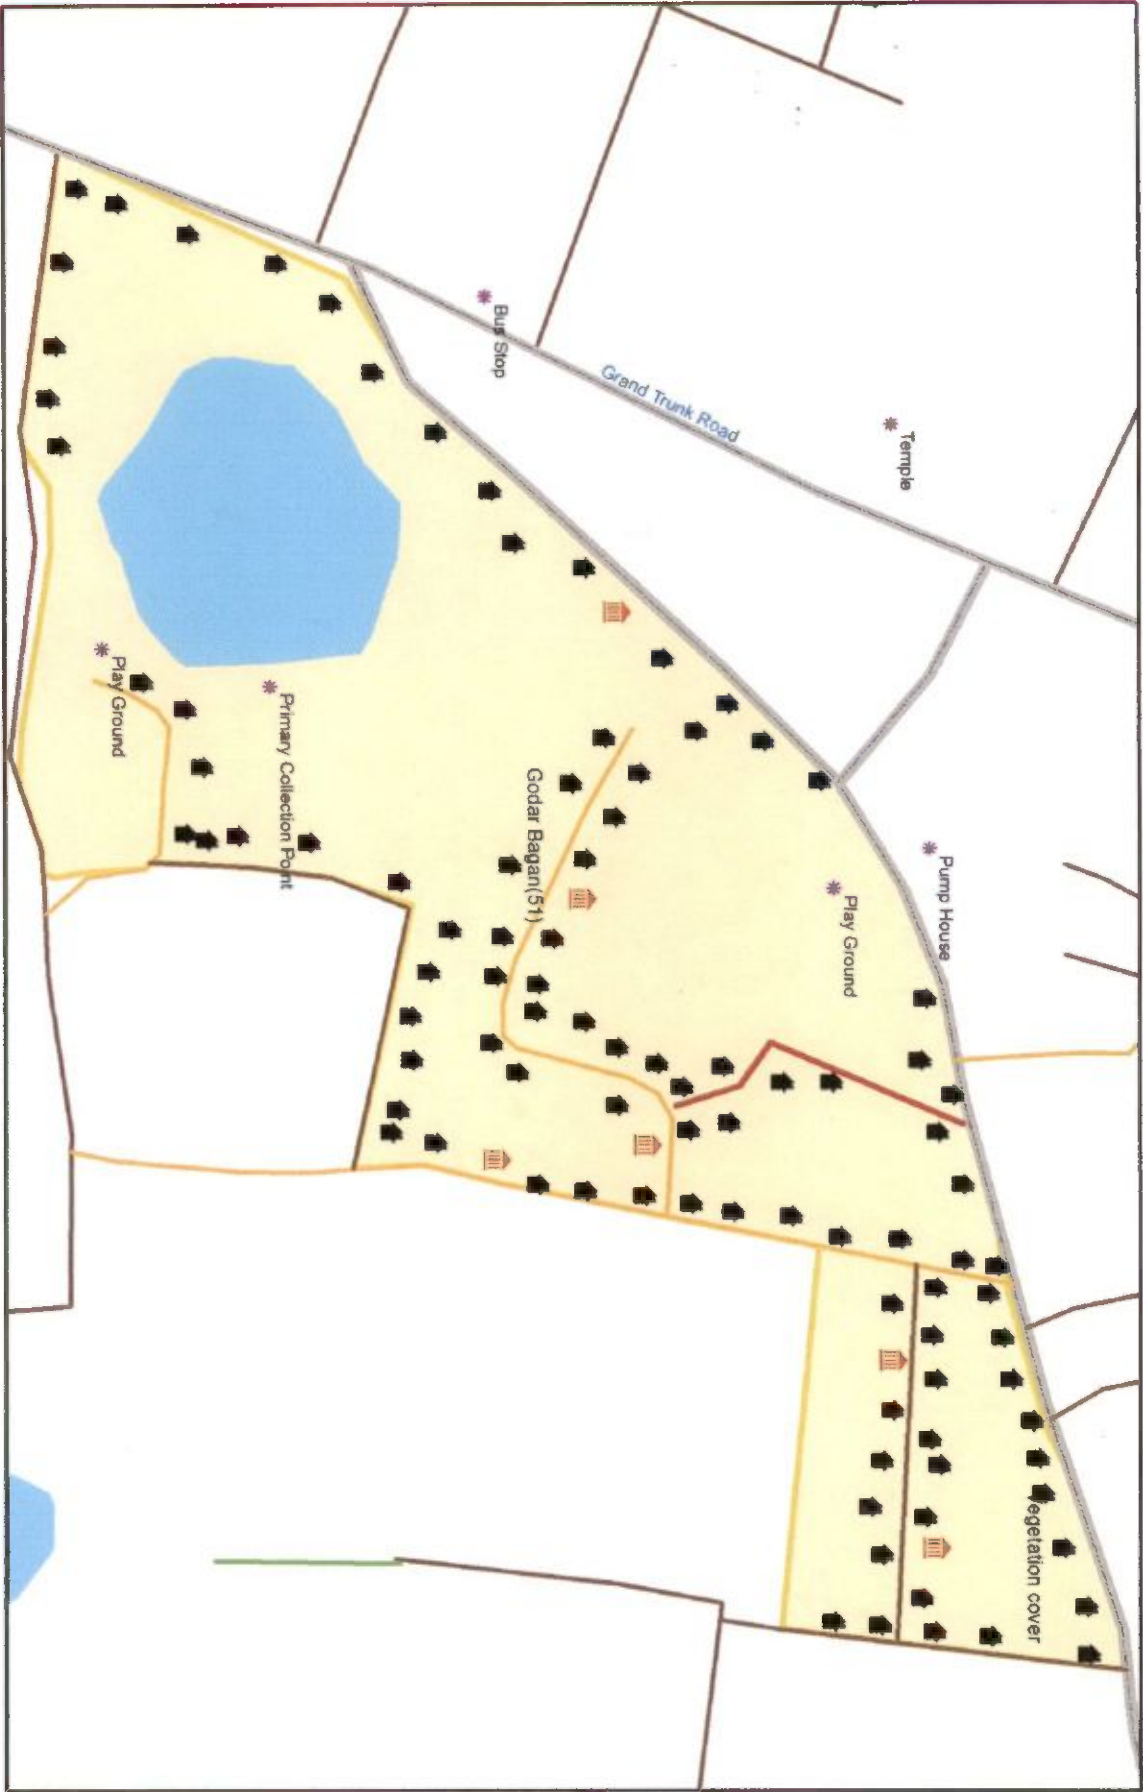 Bus Stop
Grand Trunk Road
Temple
Play Ground
Primary Collection Point
Godar Bagan(51)
Pump House
Play Ground
Vegetation cover